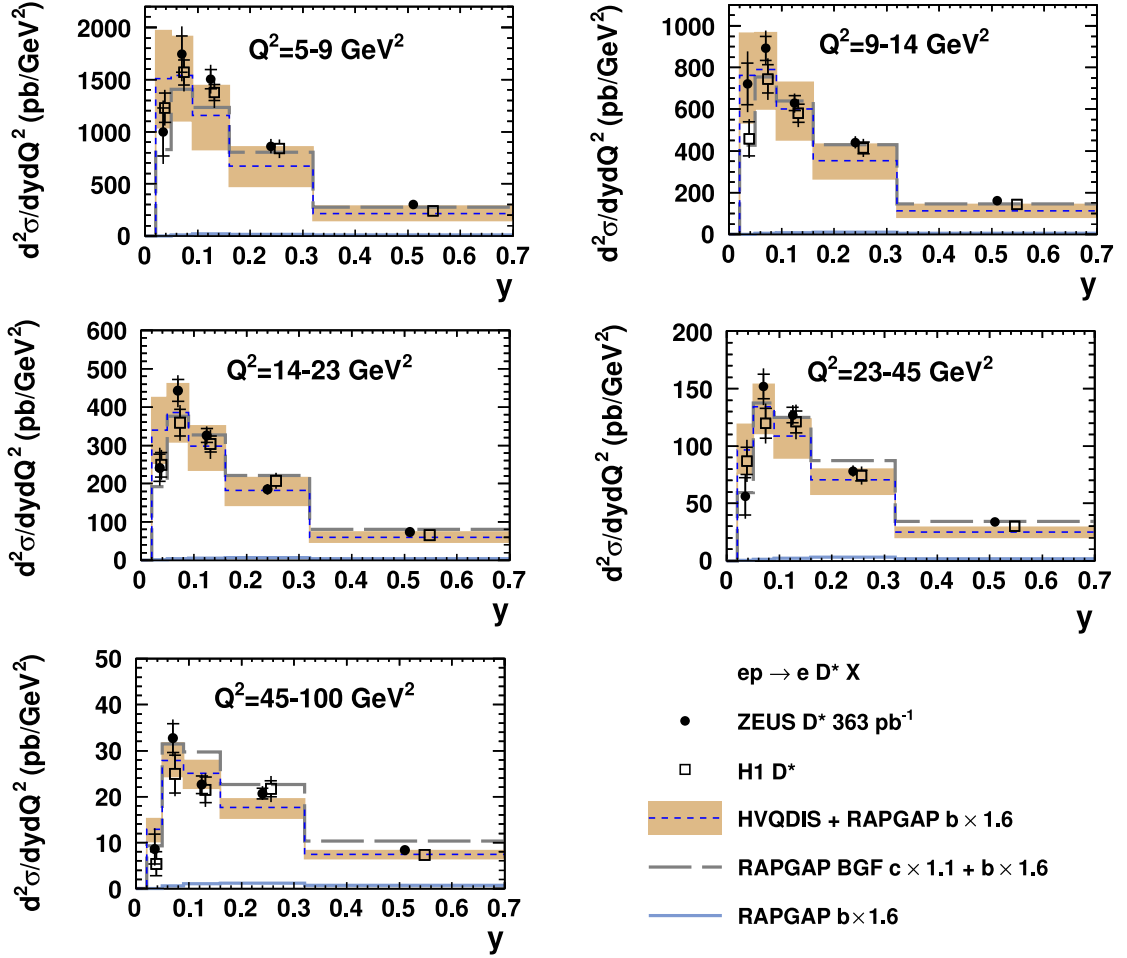 d²σ/dydQ² (pb/GeV²)
Q²=5-9 GeV²
2000
1500
1000
500
0
0 0.1 0.2 0.3 0.4 0.5 0.6 0.7
y
d²σ/dydQ² (pb/GeV²)
Q²=9-14 GeV²
1000
800
600
400
200
0
0 0.1 0.2 0.3 0.4 0.5 0.6 0.7
y
d²σ/dydQ² (pb/GeV²)
Q²=14-23 GeV²
600
500
400
300
200
100
0
0 0.1 0.2 0.3 0.4 0.5 0.6 0.7
y
d²σ/dydQ² (pb/GeV²)
Q²=23-45 GeV²
200
150
100
50
0
0 0.1 0.2 0.3 0.4 0.5 0.6 0.7
y
d²σ/dydQ² (pb/GeV²)
Q²=45-100 GeV²
50
40
30
20
10
0
0 0.1 0.2 0.3 0.4 0.5 0.6 0.7
y
ep → e D* X
ZEUS D* 363 pb⁻¹
H1 D*
HVQDIS + RAPGAP b × 1.6
RAPGAP BGF c × 1.1 + b × 1.6
RAPGAP b×1.6